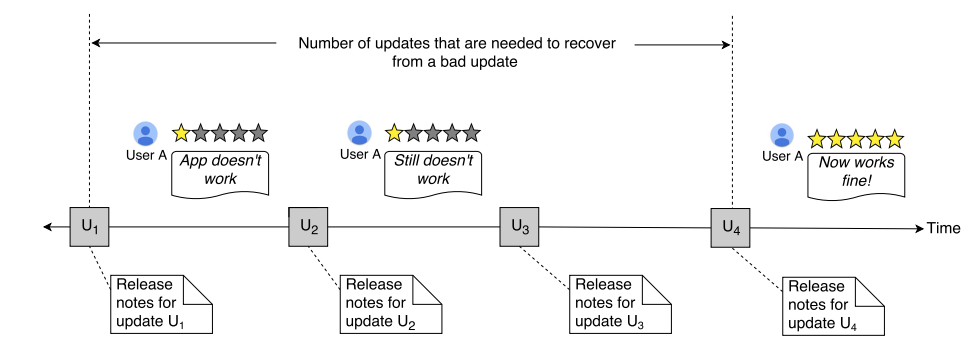 Number of updates that are needed to recover
from a bad update
User A
App doesn't
work
User A
Still doesn't
work
User A
Now works
fine!
U₁
U₂
U₃
U₄
Time
Release
notes for
update U₁
Release
notes for
update U₂
Release
notes for
update U₃
Release
notes for
update U₄